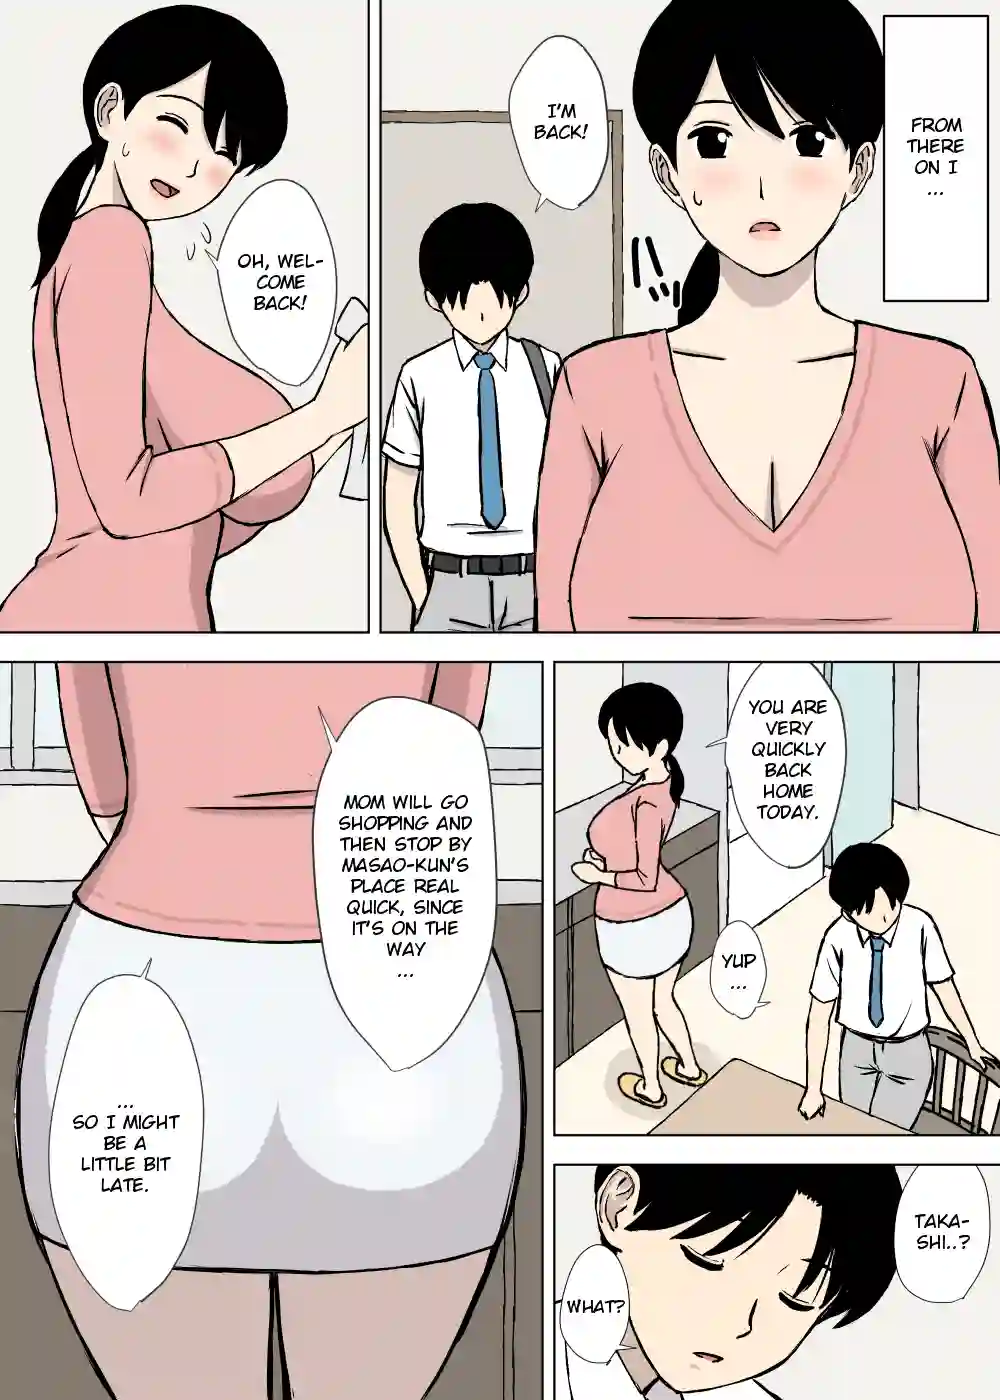 FROM
THERE
ON I
...
I'M
BACK!
OH, WEL-
COME
BACK!
YOU ARE
VERY
QUICKLY
BACK
HOME
TODAY.
YUP
...
MOM WILL GO
SHOPPING AND
THEN STOP BY
MASAO-KUN'S
PLACE REAL
QUICK, SINCE
IT'S ON THE
WAY
...
...
SO I MIGHT
BE A
LITTLE BIT
LATE.
TAKA-
SHI..?
WHAT?